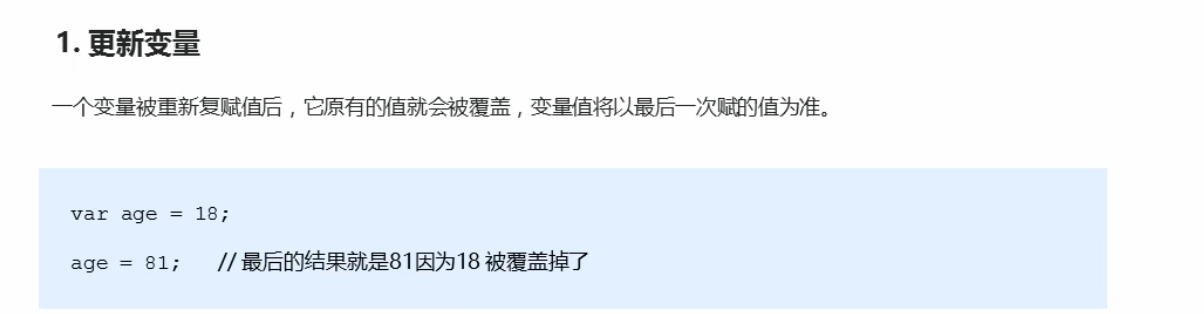 1. 更新变量
一个变量被重新复赋值后，它原有的值就会被覆盖，变量值将以最后一次赋的值为准。
var age = 18;
age = 81;   // 最后的结果就是81因为18 被覆盖掉了